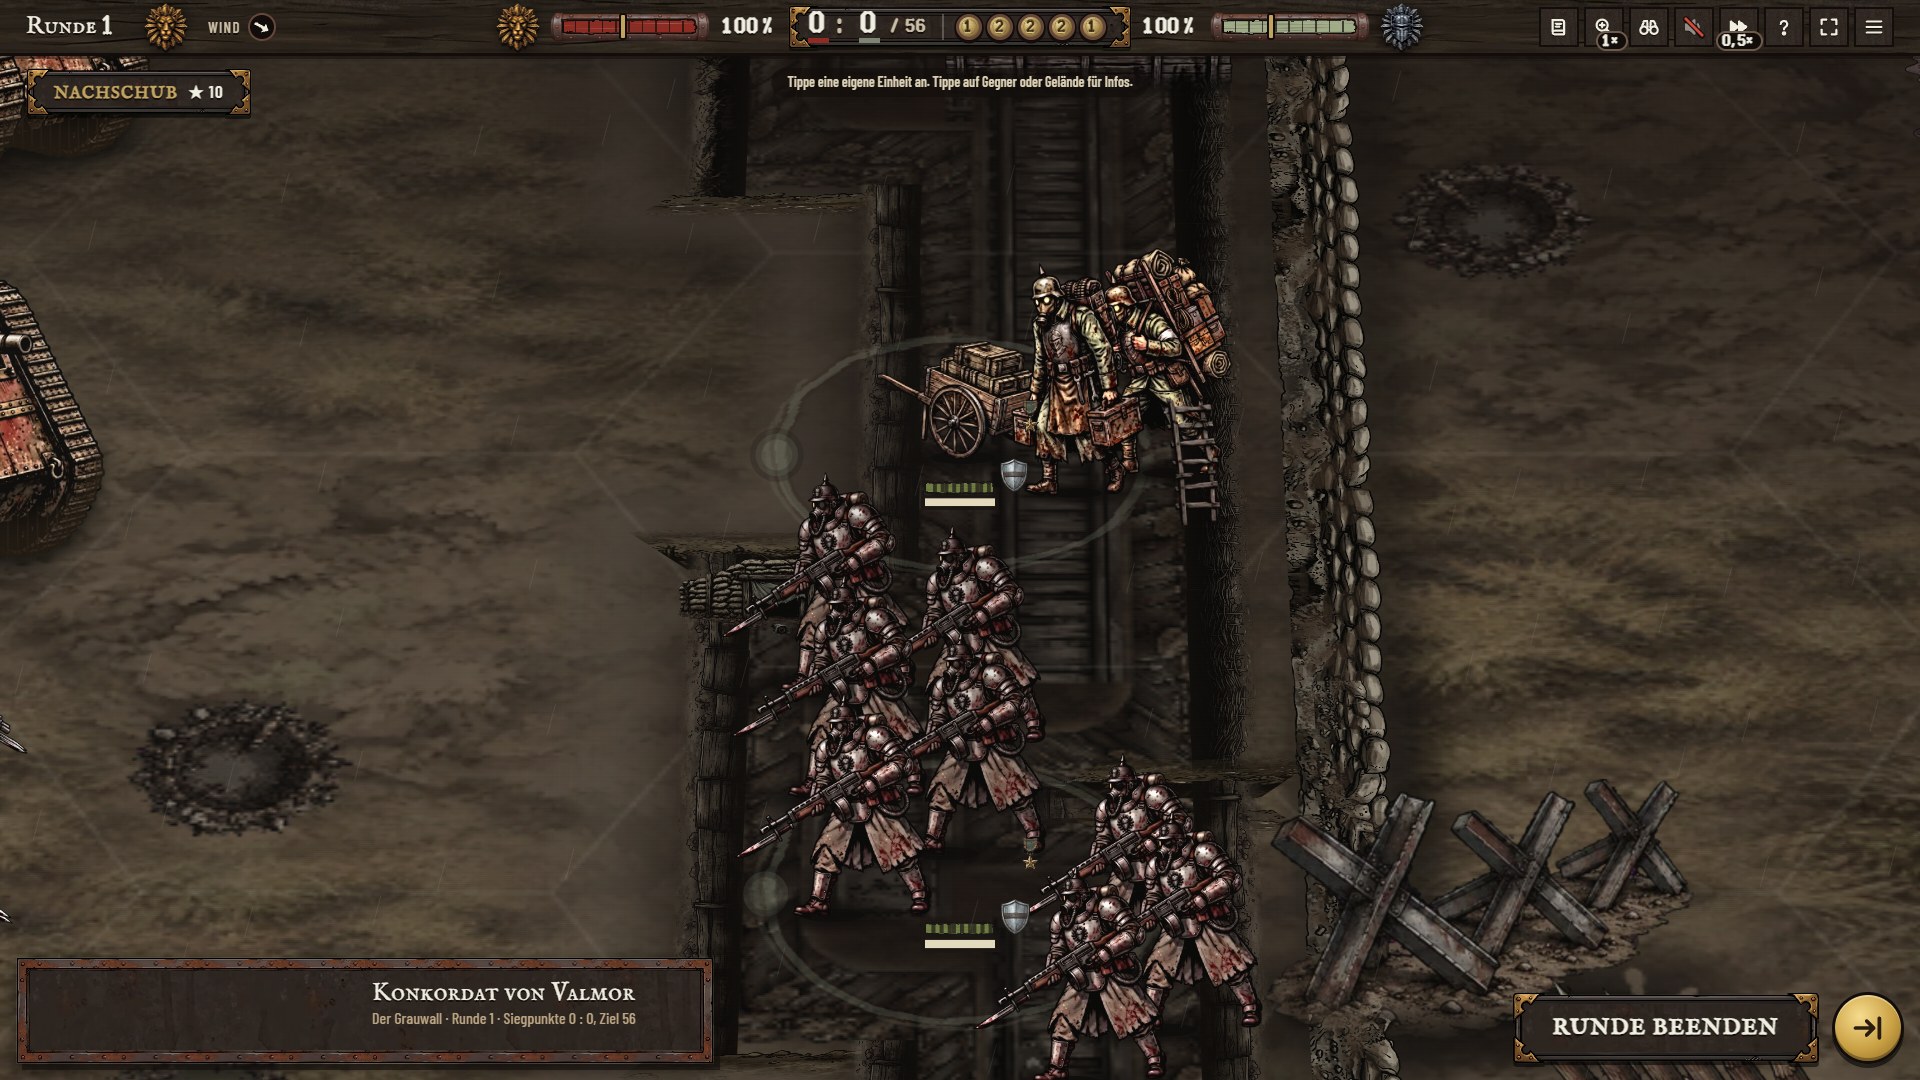 Runde 1
WIND
100 %
0 : 0 / 56
1 2 2 2 1
100 %
1×
0,5×
?
NACHSCHUB ★ 10
Tippe eine eigene Einheit an. Tippe auf Gegner oder Gelände für Infos.
Konkordat von Valmor
Der Grauwall · Runde 1 · Siegpunkte 0 : 0, Ziel 56
RUNDE BEENDEN